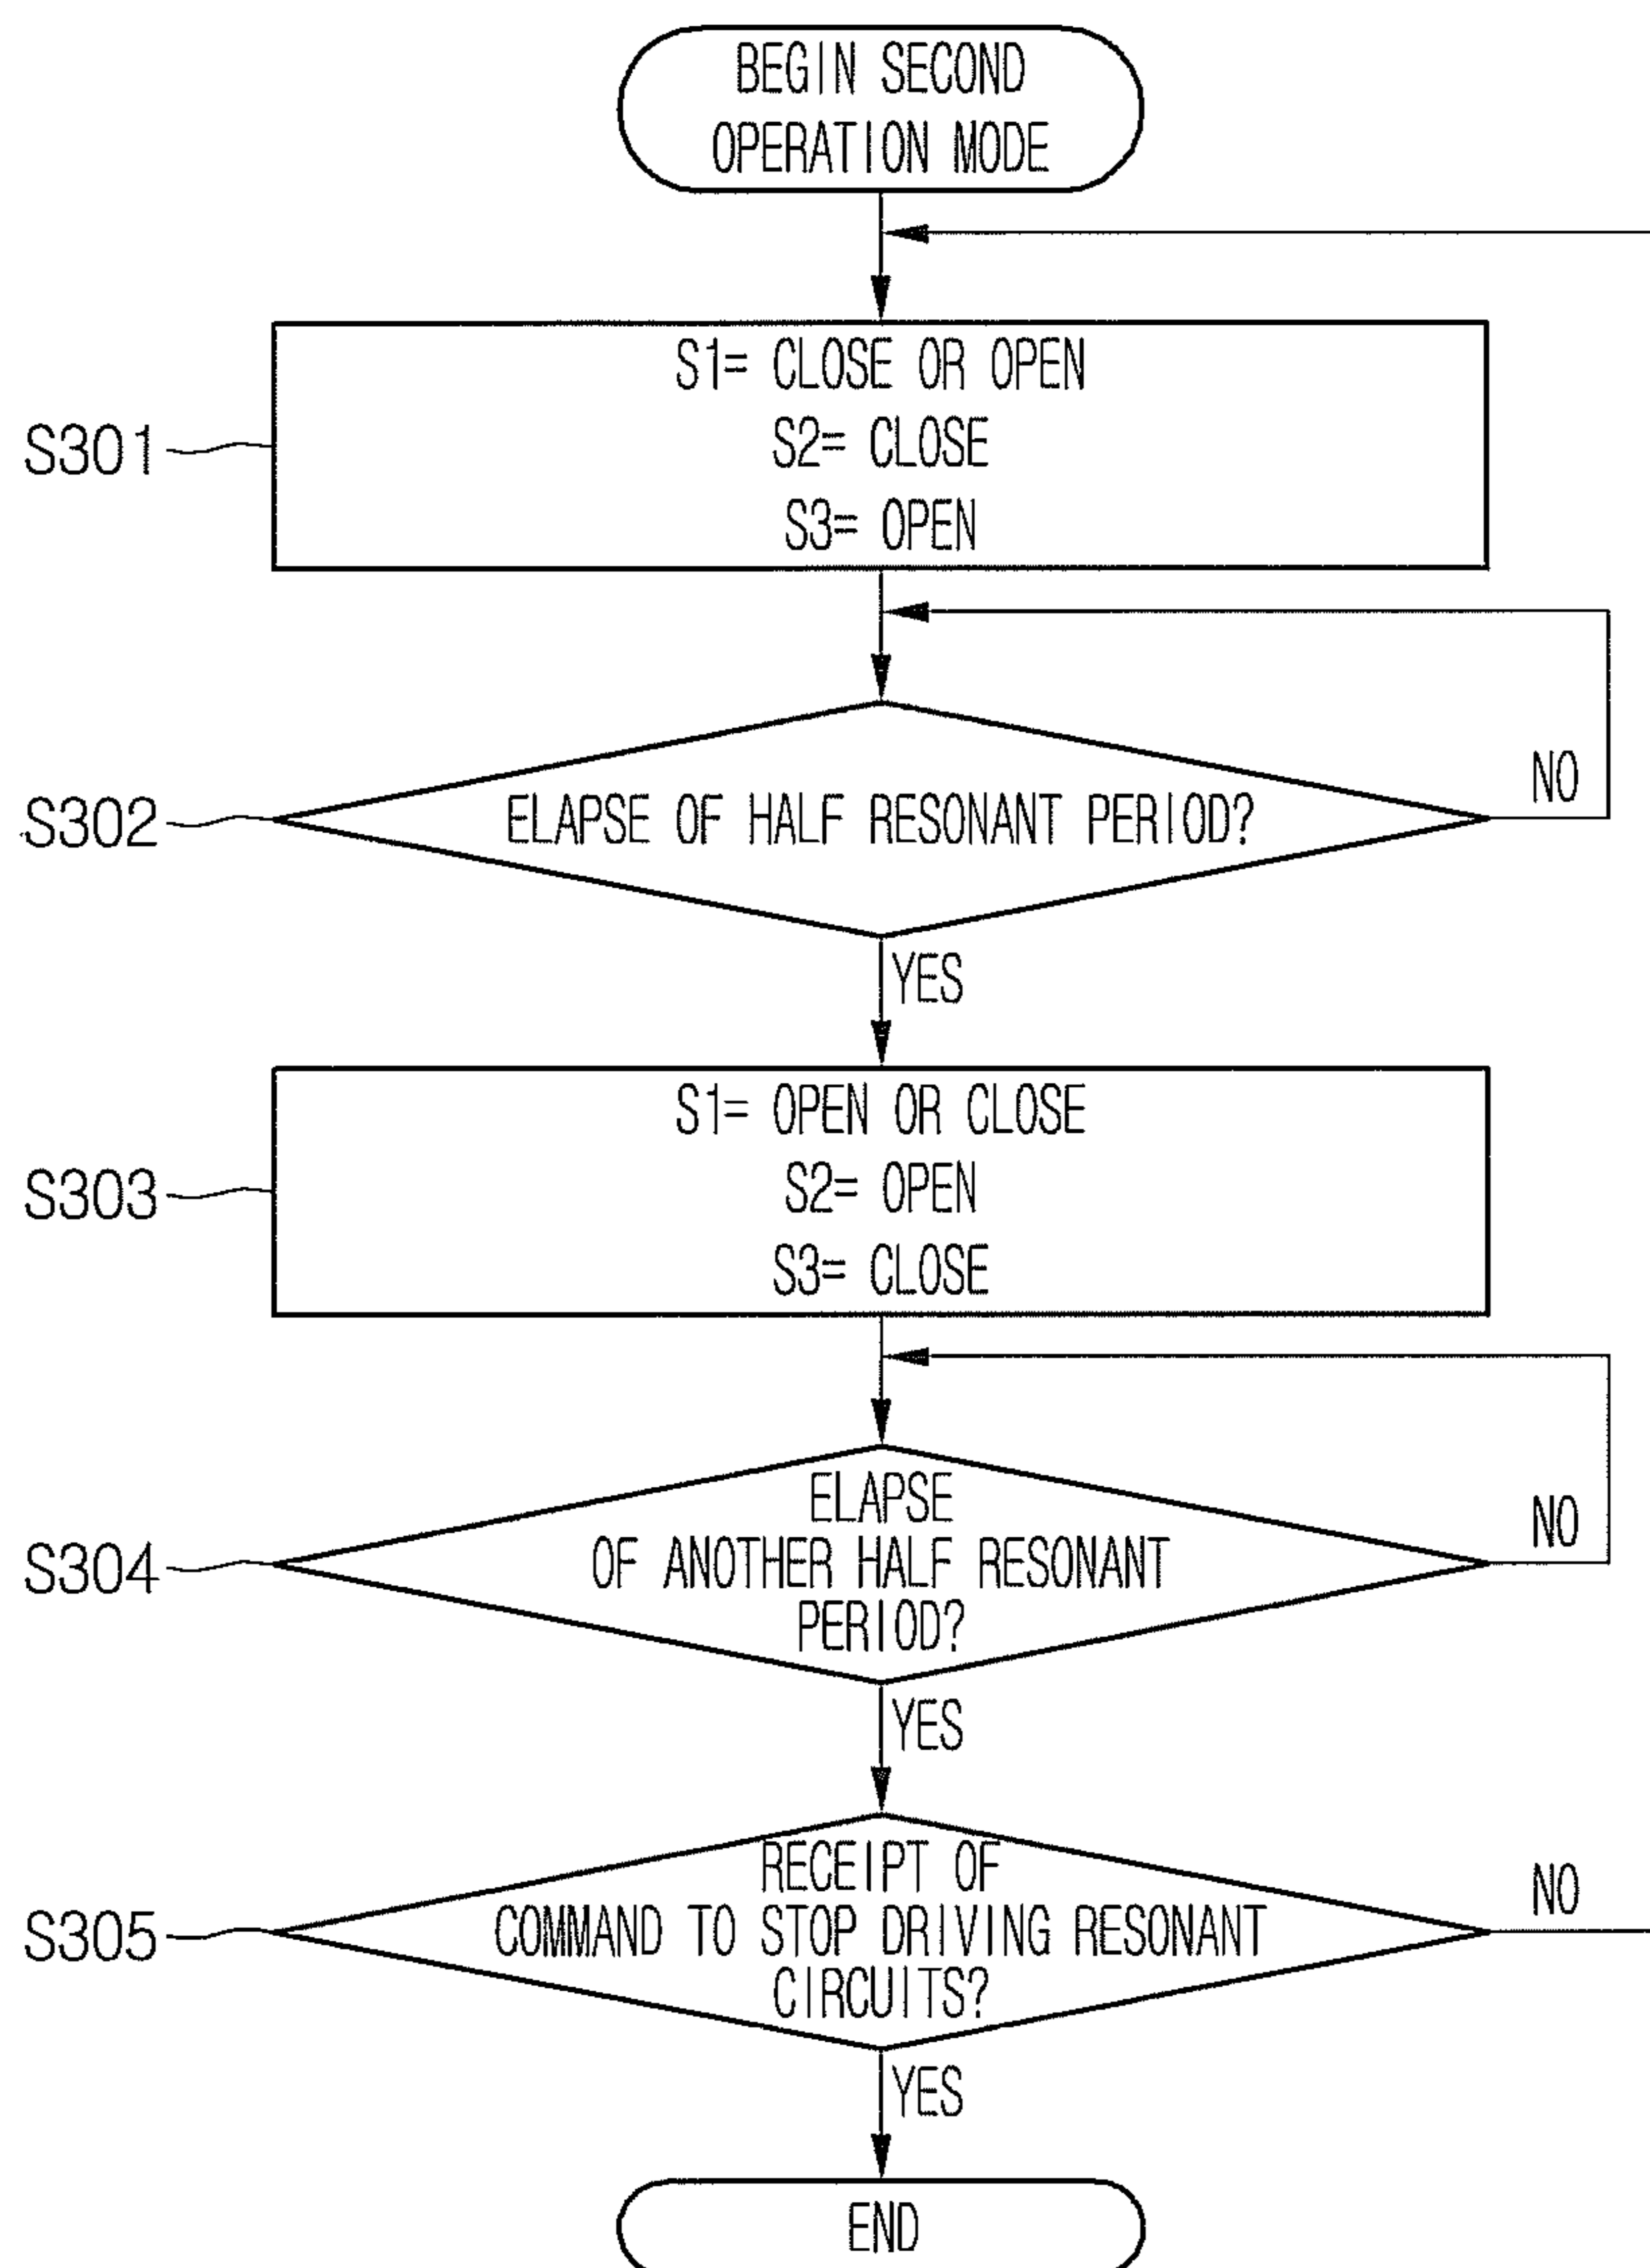 BEGIN SECOND
OPERATION MODE
S301
S1= CLOSE OR OPEN
S2= CLOSE
S3= OPEN
S302
ELAPSE OF HALF RESONANT PERIOD?
NO
YES
S303
S1= OPEN OR CLOSE
S2= OPEN
S3= CLOSE
S304
ELAPSE
OF ANOTHER HALF RESONANT
PERIOD?
NO
YES
S305
RECEIPT OF
COMMAND TO STOP DRIVING RESONANT
CIRCUITS?
NO
YES
END